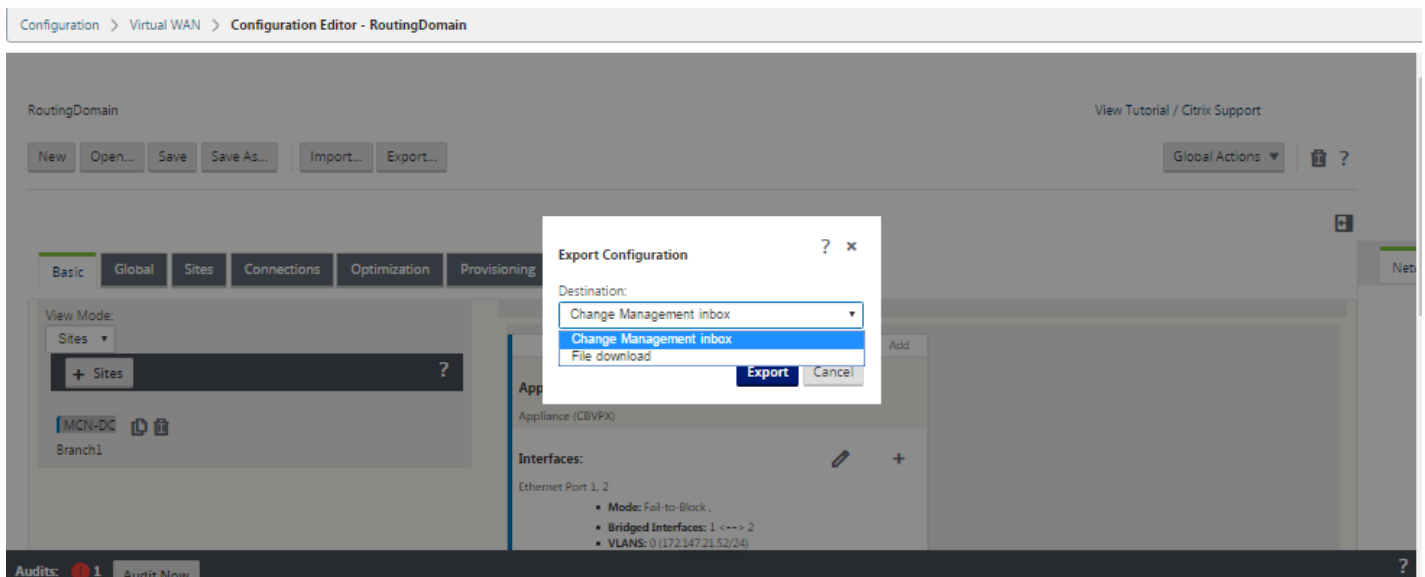 Configuration > Virtual WAN > Configuration Editor - RoutingDomain
RoutingDomain
View Tutorial / Citrix Support
New Open... Save Save As... Import... Export...
Global Actions ▼ ?
Basic Global Sites Connections Optimization Provisioning
View Mode:
Sites ▼
+ Sites ?
MCN-DC
Branch1
Export Configuration ? ×
Destination:
Change Management inbox ▼
Change Management inbox
File download
Export Cancel
Add
Appliance (CBVPX)
Interfaces: +
Ethernet Port 1, 2
• Mode: Fail-to-Block ,
• Bridged Interfaces: 1 <--> 2
• VLANS: 0 (172.147.21.52/24)
Audits: 1 Audit Now ?